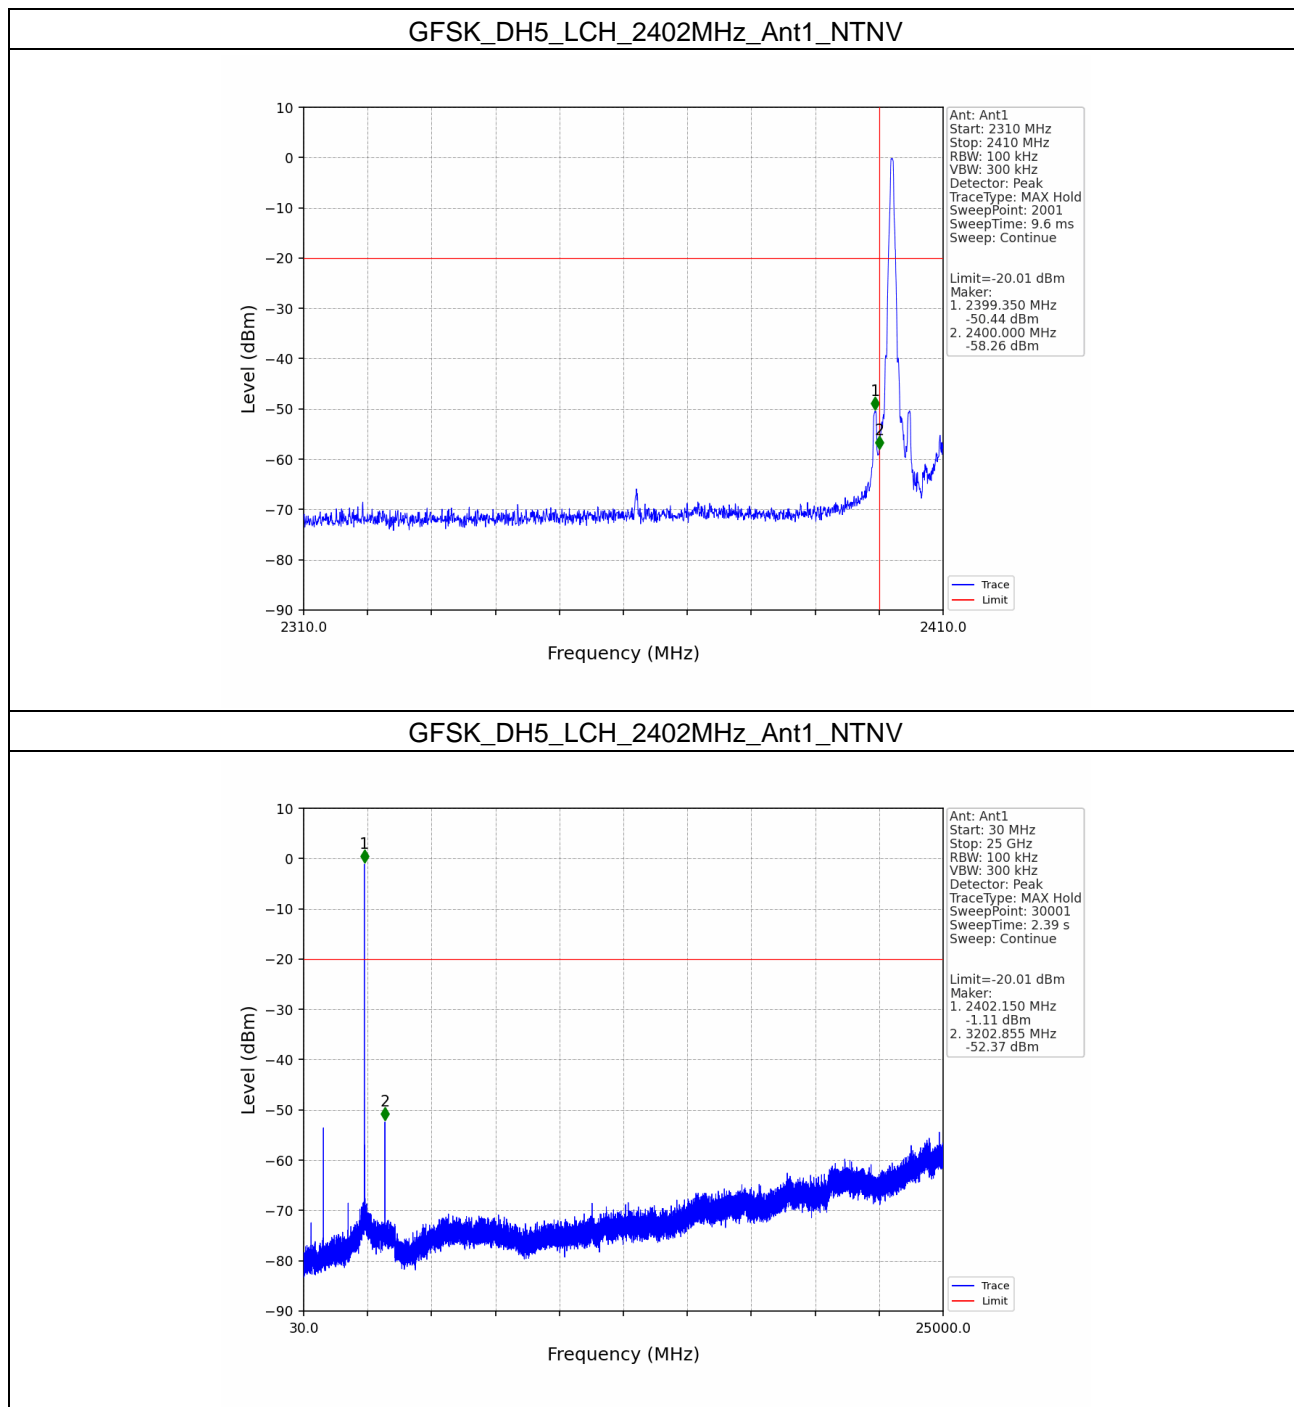 GFSK_DH5_LCH_2402MHz_Ant1_NTNV
10
0
−10
−20
−30
−40
−50
−60
−70
−80
−90
Level (dBm)
1
2
2310.0
2410.0
Frequency (MHz)
Ant: Ant1
Start: 2310 MHz
Stop: 2410 MHz
RBW: 100 kHz
VBW: 300 kHz
Detector: Peak
TraceType: MAX Hold
SweepPoint: 2001
SweepTime: 9.6 ms
Sweep: Continue
Limit=-20.01 dBm
Maker:
1. 2399.350 MHz
-50.44 dBm
2. 2400.000 MHz
-58.26 dBm
Trace
Limit
GFSK_DH5_LCH_2402MHz_Ant1_NTNV
10
0
−10
−20
−30
−40
−50
−60
−70
−80
−90
Level (dBm)
1
2
30.0
25000.0
Frequency (MHz)
Ant: Ant1
Start: 30 MHz
Stop: 25 GHz
RBW: 100 kHz
VBW: 300 kHz
Detector: Peak
TraceType: MAX Hold
SweepPoint: 30001
SweepTime: 2.39 s
Sweep: Continue
Limit=-20.01 dBm
Maker:
1. 2402.150 MHz
-1.11 dBm
2. 3202.855 MHz
-52.37 dBm
Trace
Limit